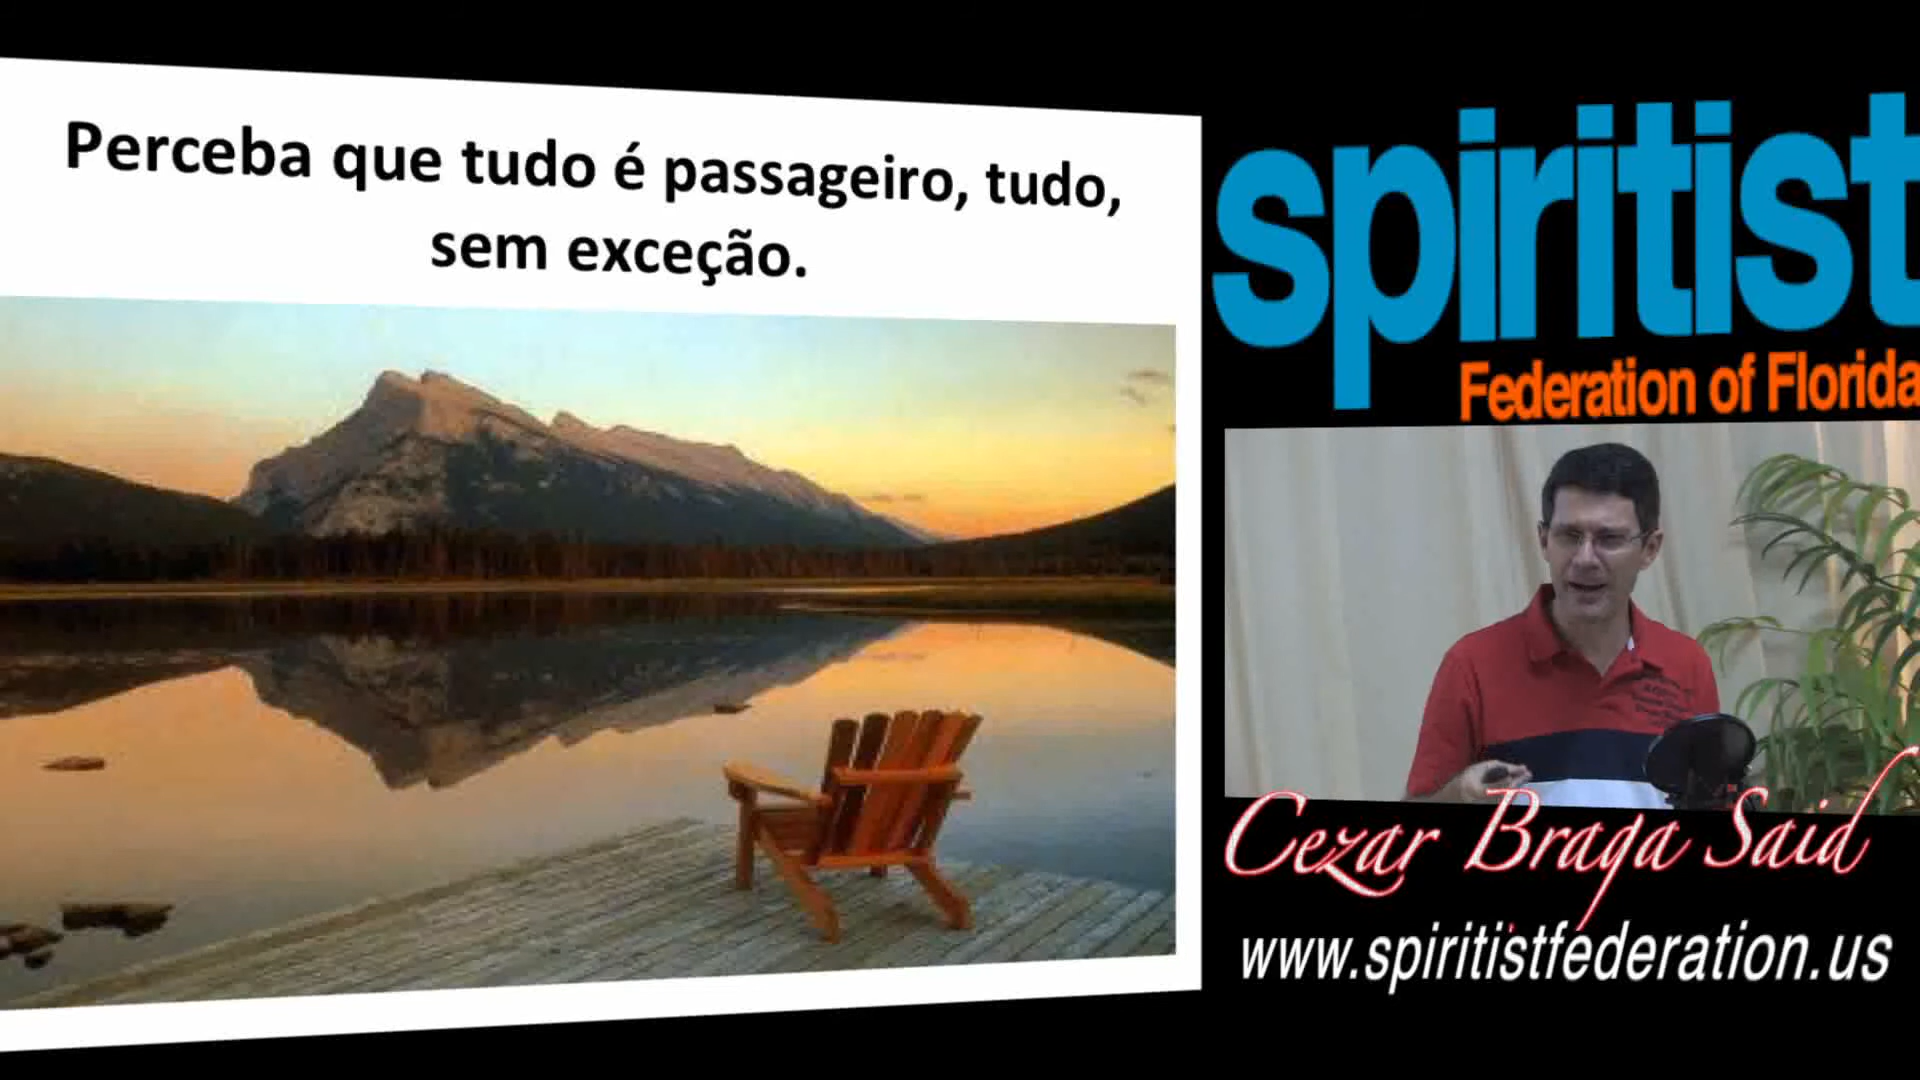 Perceba que tudo é passageiro, tudo,
sem exceção.
spiritist
Federation of Florida
Cezar Braga Said
www.spiritistfederation.us